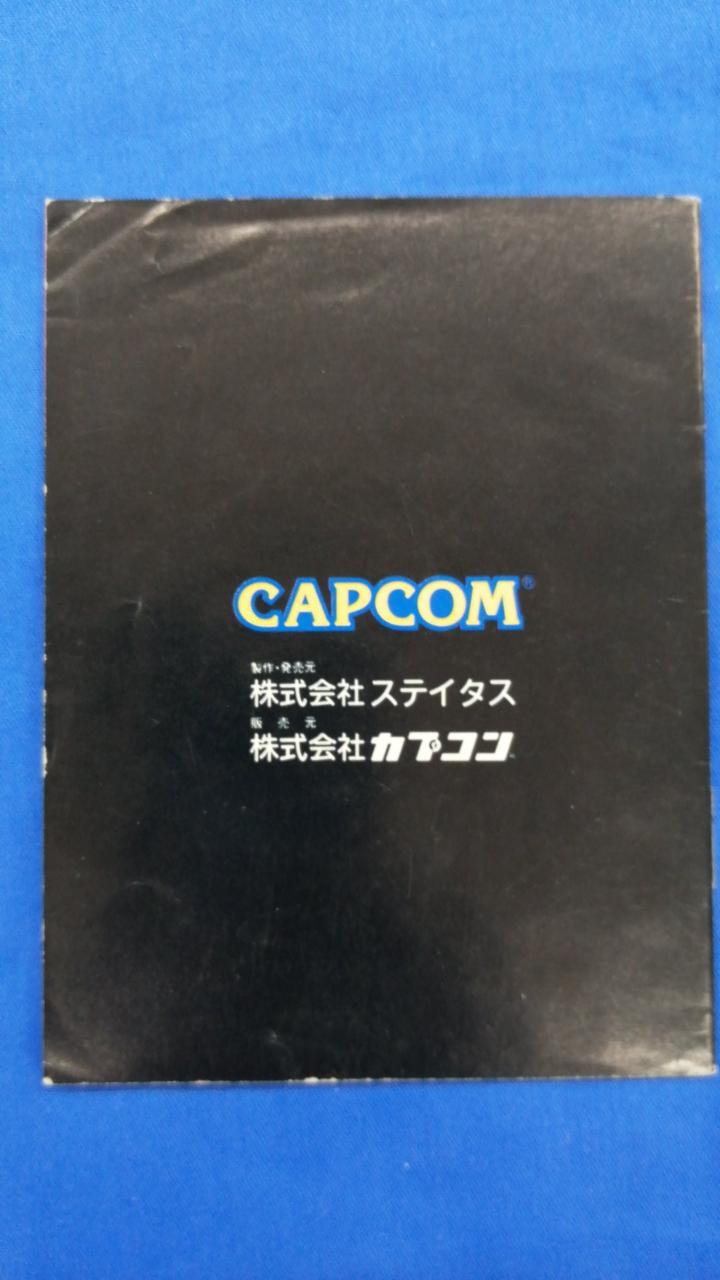 CAPCOM®
製作・発売元
株式会社ステイタス
販売元
株式会社カプコン